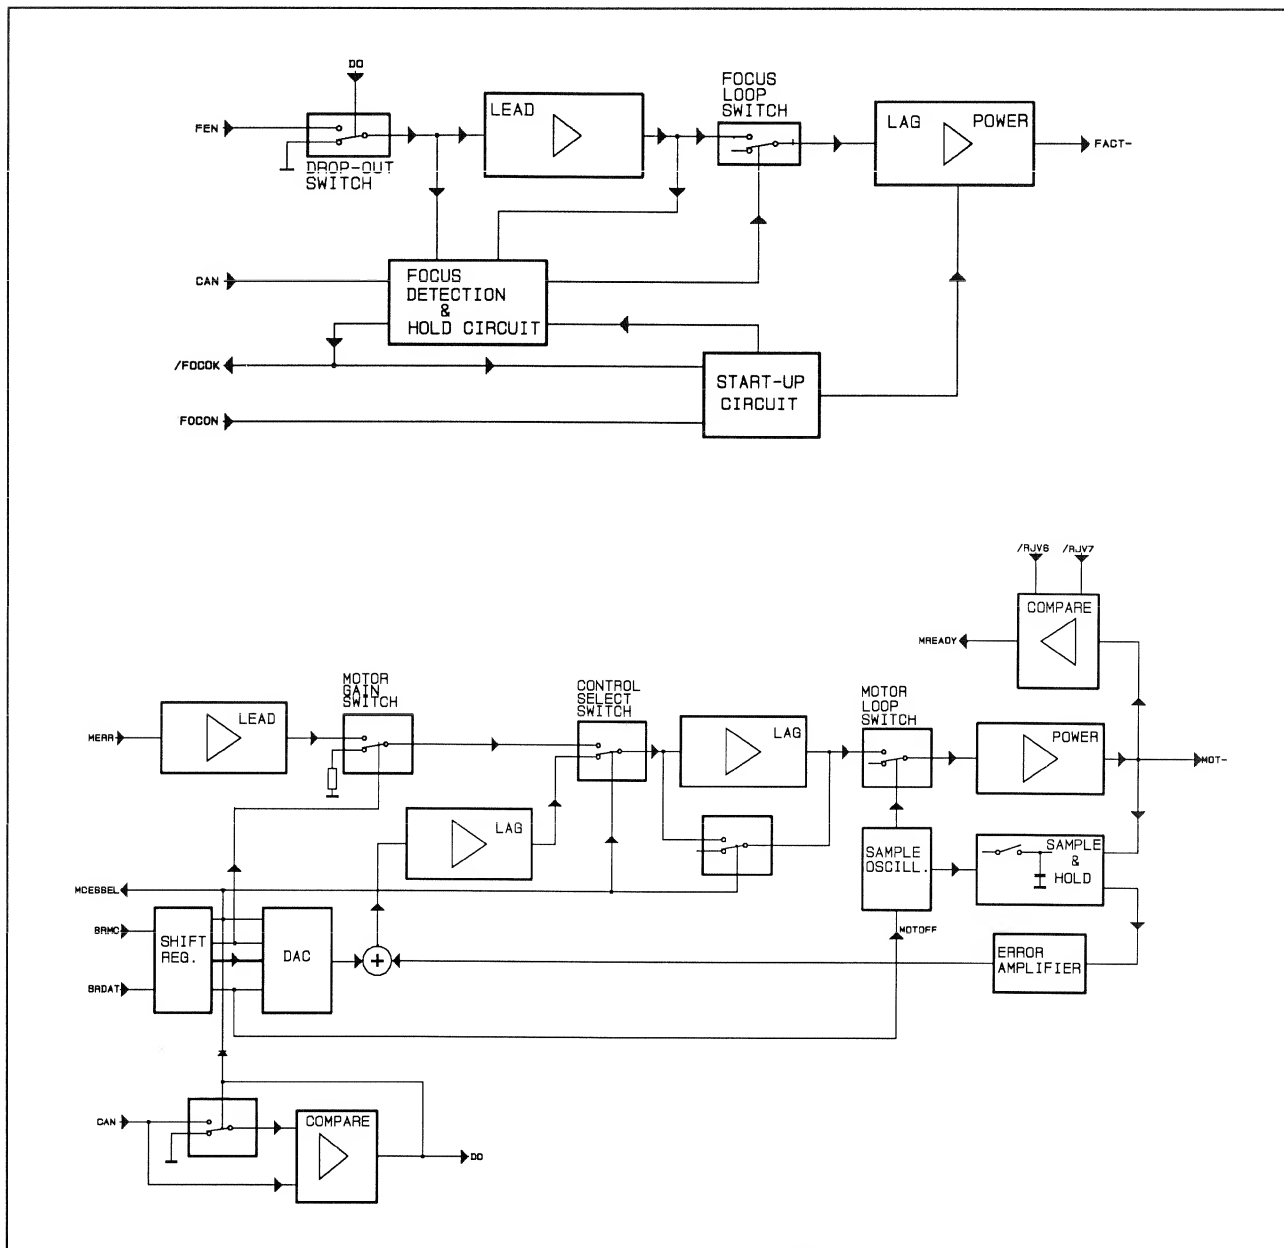 DO
FEN
DROP-OUT
SWITCH
LEAD
FOCUS
LOOP
SWITCH
LAG POWER
FACT-
CAN
FOCUS
DETECTION
&
HOLD CIRCUIT
/FOCOK
FOCON
START-UP
CIRCUIT
/RJV6 /RJV7
COMPARE
MREADY
MERR
LEAD
MOTOR
GAIN
SWITCH
CONTROL
SELECT
SWITCH
LAG
MOTOR
LOOP
SWITCH
POWER
MOT-
LAG
SAMPLE
OSCILL.
SAMPLE
&
HOLD
MCESSEL
BRMC
BRDAT
SHIFT
REG.
DAC
+
MOTOFF
ERROR
AMPLIFIER
CAN
COMPARE
DO